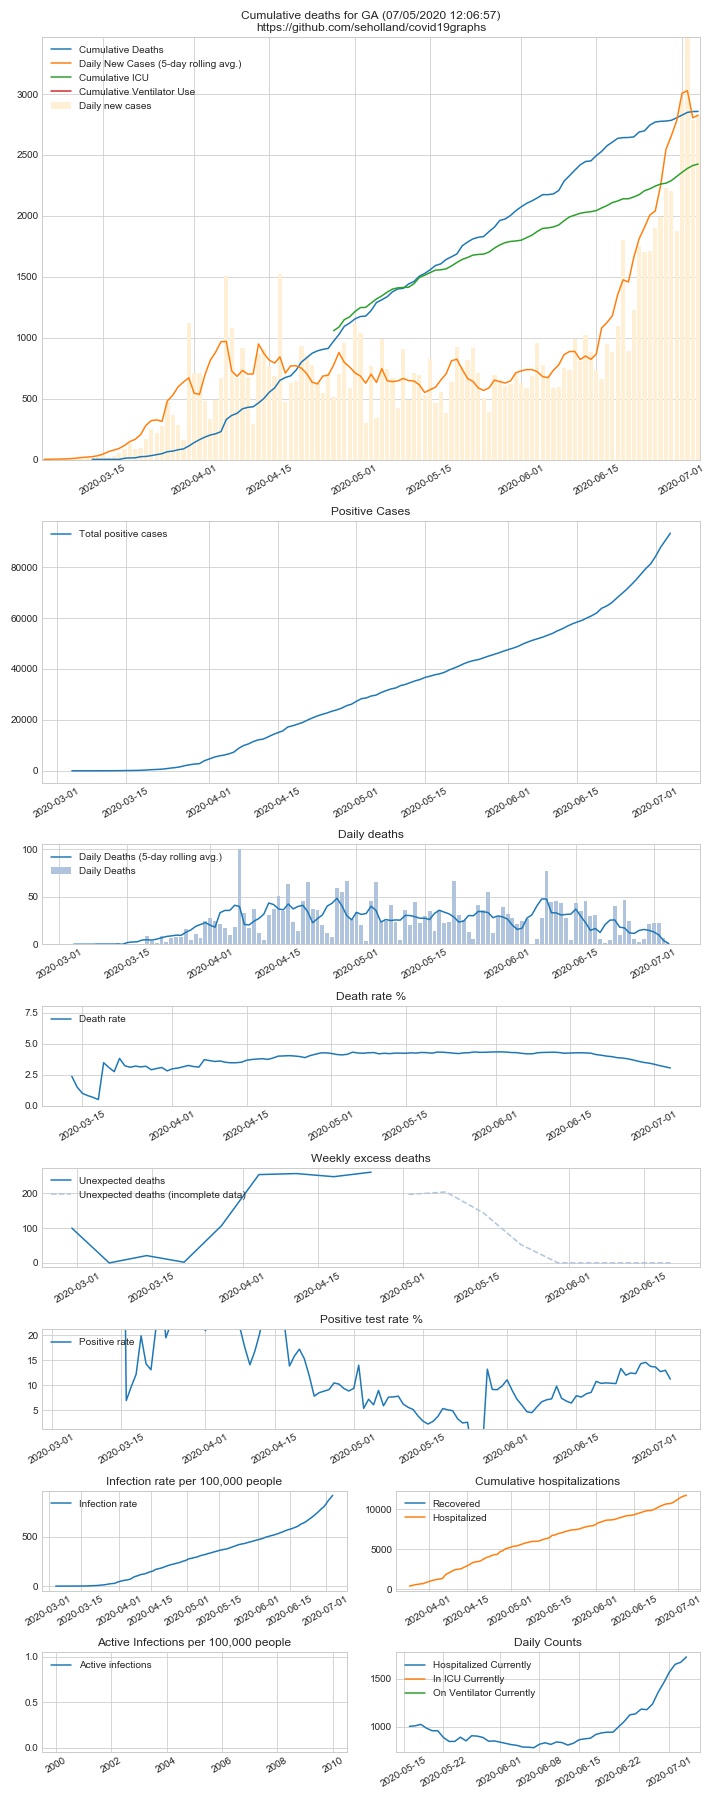 Cumulative deaths for GA (07/05/2020 12:06:57)
https://github.com/seholland/covid19graphs
Cumulative Deaths
Daily New Cases (5-day rolling avg.)
Cumulative ICU
Cumulative Ventilator Use
Daily new cases
3000
2500
2000
1500
1000
500
0
2020-03-15 2020-04-01 2020-04-15 2020-05-01 2020-05-15 2020-06-01 2020-06-15 2020-07-01
Positive Cases
Total positive cases
80000
60000
40000
20000
0
2020-03-01 2020-03-15 2020-04-01 2020-04-15 2020-05-01 2020-05-15 2020-06-01 2020-06-15 2020-07-01
Daily deaths
Daily Deaths (5-day rolling avg.)
Daily Deaths
100
50
0
2020-03-01 2020-03-15 2020-04-01 2020-04-15 2020-05-01 2020-05-15 2020-06-01 2020-06-15 2020-07-01
Death rate %
Death rate
7.5
5.0
2.5
0.0
2020-03-15 2020-04-01 2020-04-15 2020-05-01 2020-05-15 2020-06-01 2020-06-15 2020-07-01
Weekly excess deaths
Unexpected deaths
Unexpected deaths (incomplete data)
200
100
0
2020-03-01 2020-03-15 2020-04-01 2020-04-15 2020-05-01 2020-05-15 2020-06-01 2020-06-15
Positive test rate %
Positive rate
20
15
10
5
2020-03-01 2020-03-15 2020-04-01 2020-04-15 2020-05-01 2020-05-15 2020-06-01 2020-06-15 2020-07-01
Infection rate per 100,000 people
Infection rate
500
0
2020-03-01 2020-03-15 2020-04-01 2020-04-15 2020-05-01 2020-05-15 2020-06-01 2020-06-15 2020-07-01
Cumulative hospitalizations
Recovered
Hospitalized
10000
5000
0
2020-04-01 2020-04-15 2020-05-01 2020-05-15 2020-06-01 2020-06-15 2020-07-01
Active Infections per 100,000 people
Active infections
1.0
0.5
0.0
2000 2002 2004 2006 2008 2010
Daily Counts
Hospitalized Currently
In ICU Currently
On Ventilator Currently
1500
1000
2020-05-15 2020-05-22 2020-06-01 2020-06-08 2020-06-15 2020-06-22 2020-07-01